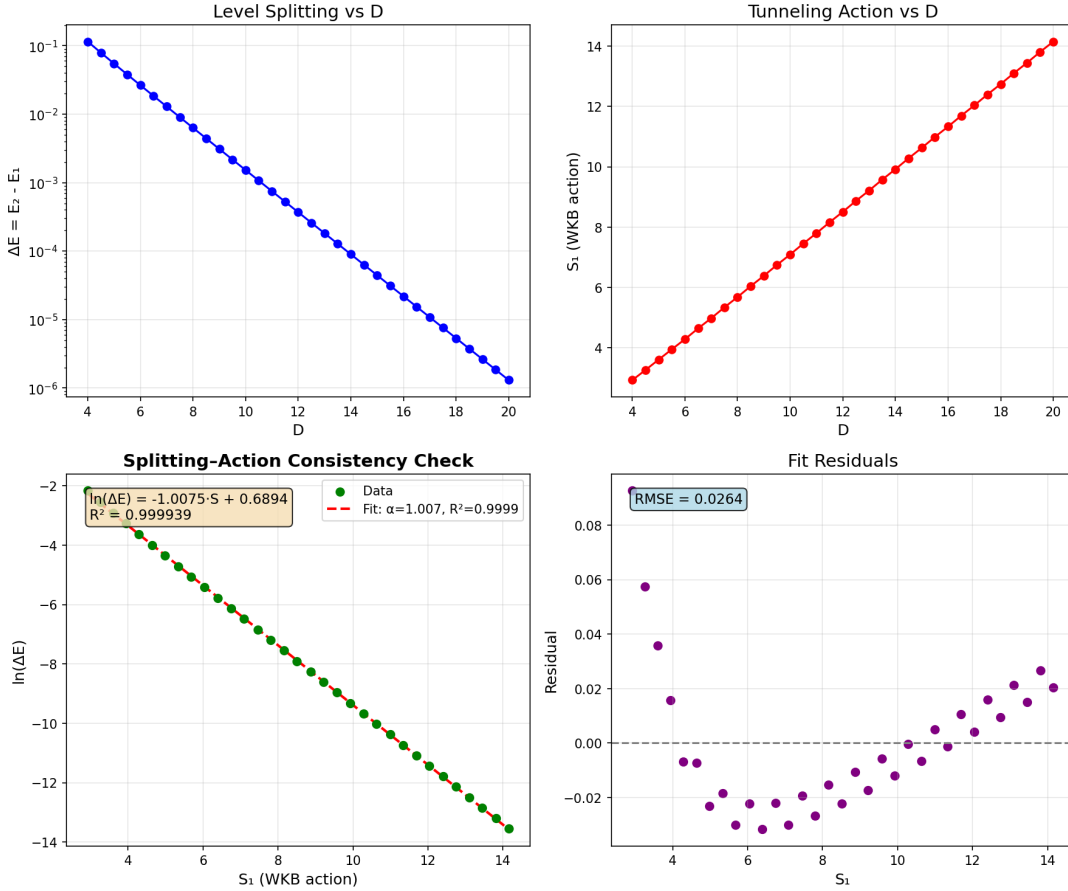 Level Splitting vs D
ΔE = E₂ - E₁
10⁻¹
10⁻²
10⁻³
10⁻⁴
10⁻⁵
10⁻⁶
4 6 8 10 12 14 16 18 20
D
Tunneling Action vs D
S₁ (WKB action)
14
12
10
8
6
4
4 6 8 10 12 14 16 18 20
D
Splitting–Action Consistency Check
ln(ΔE) = -1.0075·S + 0.6894
R² = 0.999939
Data
Fit: α=1.007, R²=0.9999
ln(ΔE)
−2
−4
−6
−8
−10
−12
−14
4 6 8 10 12 14
S₁ (WKB action)
Fit Residuals
RMSE = 0.0264
Residual
0.08
0.06
0.04
0.02
0.00
−0.02
4 6 8 10 12 14
S₁